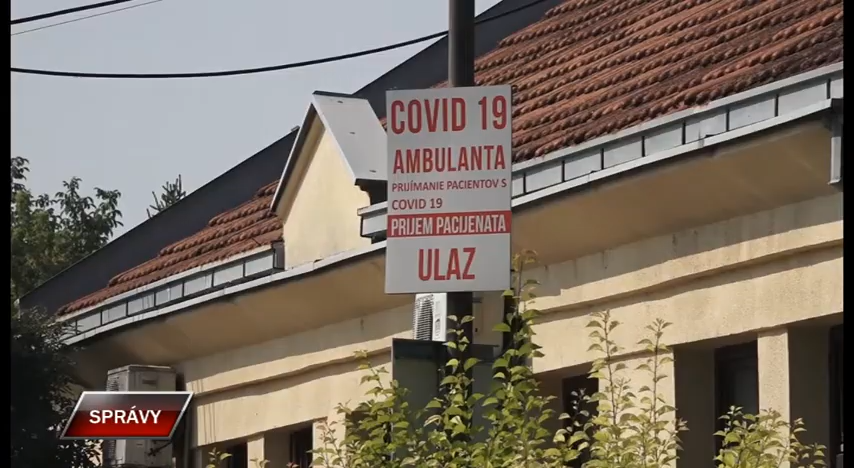 COVID 19
AMBULANTA
PRIJÍMANIE PACIENTOV S
COVID 19
PRIJEM PACIJENATA
ULAZ
SPRÁVY